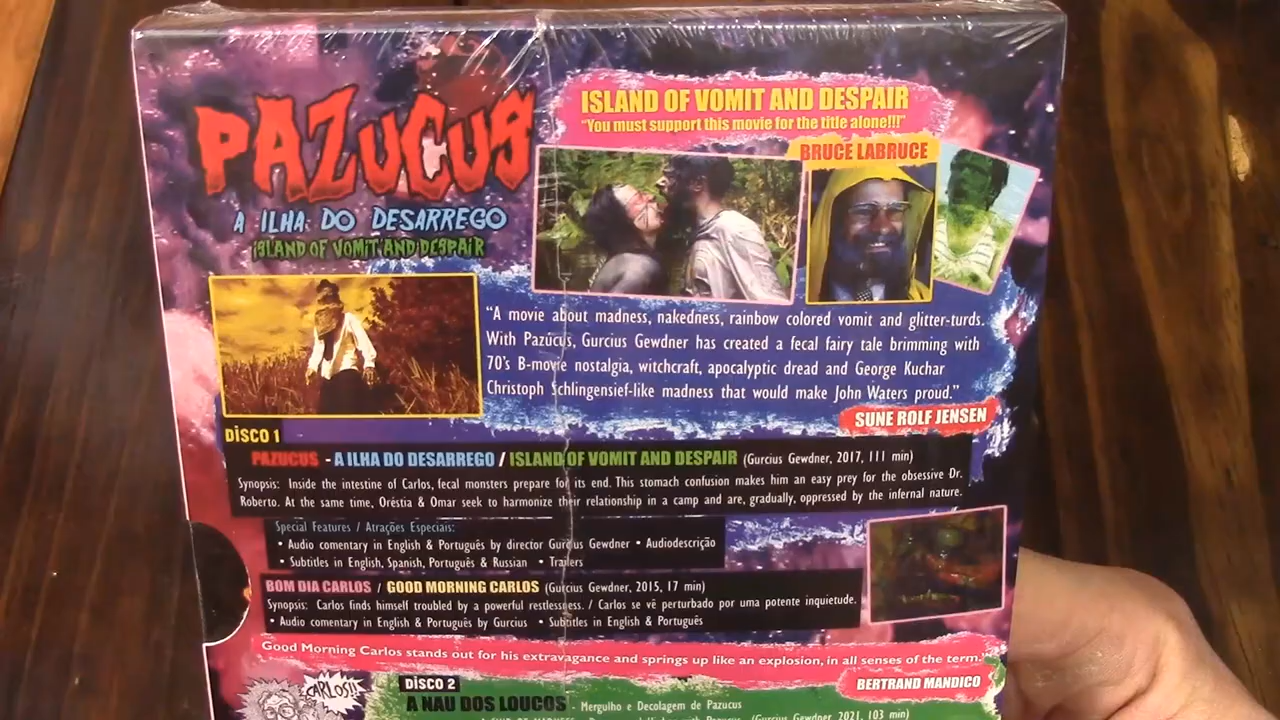 PAZUCUS
A ILHA DO DESARREGO
ISLAND OF VOMIT AND DESPAIR
ISLAND OF VOMIT AND DESPAIR
"You must support this movie for the title alone!!!"
BRUCE LABRUCE
"A movie about madness, nakedness, rainbow colored vomit and glitter-turds.
With Pazúcus, Gurcius Gewdner has created a fecal fairy tale brimming with
70's B-movie nostalgia, witchcraft, apocalyptic dread and George Kuchar
Christoph Schlingensief-like madness that would make John Waters proud."
SUNE ROLF JENSEN
DISCO 1
PAZUCUS - A ILHA DO DESARREGO / ISLAND OF VOMIT AND DESPAIR (Gurcius Gewdner, 2017, 111 min)
Synopsis: Inside the intestine of Carlos, fecal monsters prepare for its end. This stomach confusion makes him an easy prey for the obsessive Dr.
Roberto. At the same time, Oréstia & Omar seek to harmonize their relationship in a camp and are, gradually, oppressed by the infernal nature.
Special Features / Atrações Especiais:
• Audio comentary in English & Português by director Gurcius Gewdner • Audiodescrição
• Subtitles in English, Spanish, Português & Russian • Trailers
BOM DIA CARLOS / GOOD MORNING CARLOS (Gurcius Gewdner, 2015, 17 min)
Synopsis: Carlos finds himself troubled by a powerful restlessness. / Carlos se vê perturbado por uma potente inquietude.
• Audio comentary in English & Português by Gurcius • Subtitles in English & Português
Good Morning Carlos stands out for his extravagance and springs up like an explosion, in all senses of the term."
BERTRAND MANDICO
CARLOS!!
DISCO 2
A NAU DOS LOUCOS - Mergulho e Decolagem de Pazucus
(Gurcius Gewdner, 2021, 103 min)